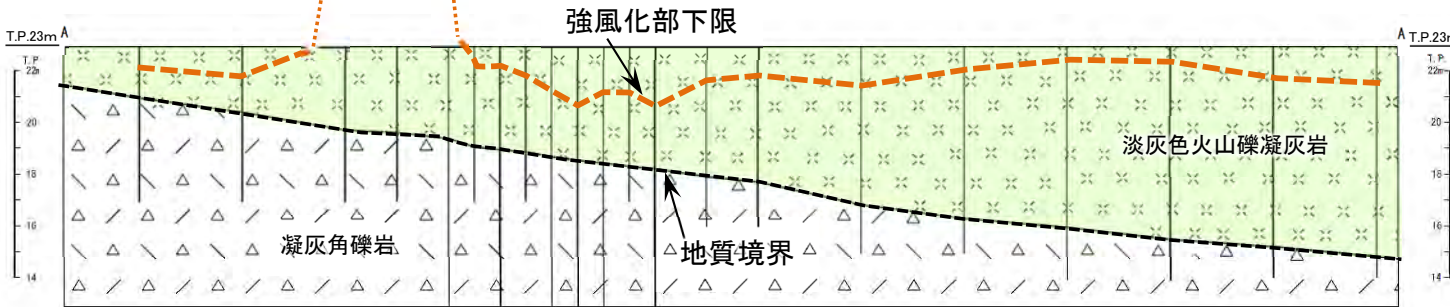 強風化部下限
T.P.23m A
A T.P.23m
T.P.
22m
20
18
16
14
T.P.
22m
20
18
16
14
淡灰色火山礫凝灰岩
凝灰角礫岩
地質境界